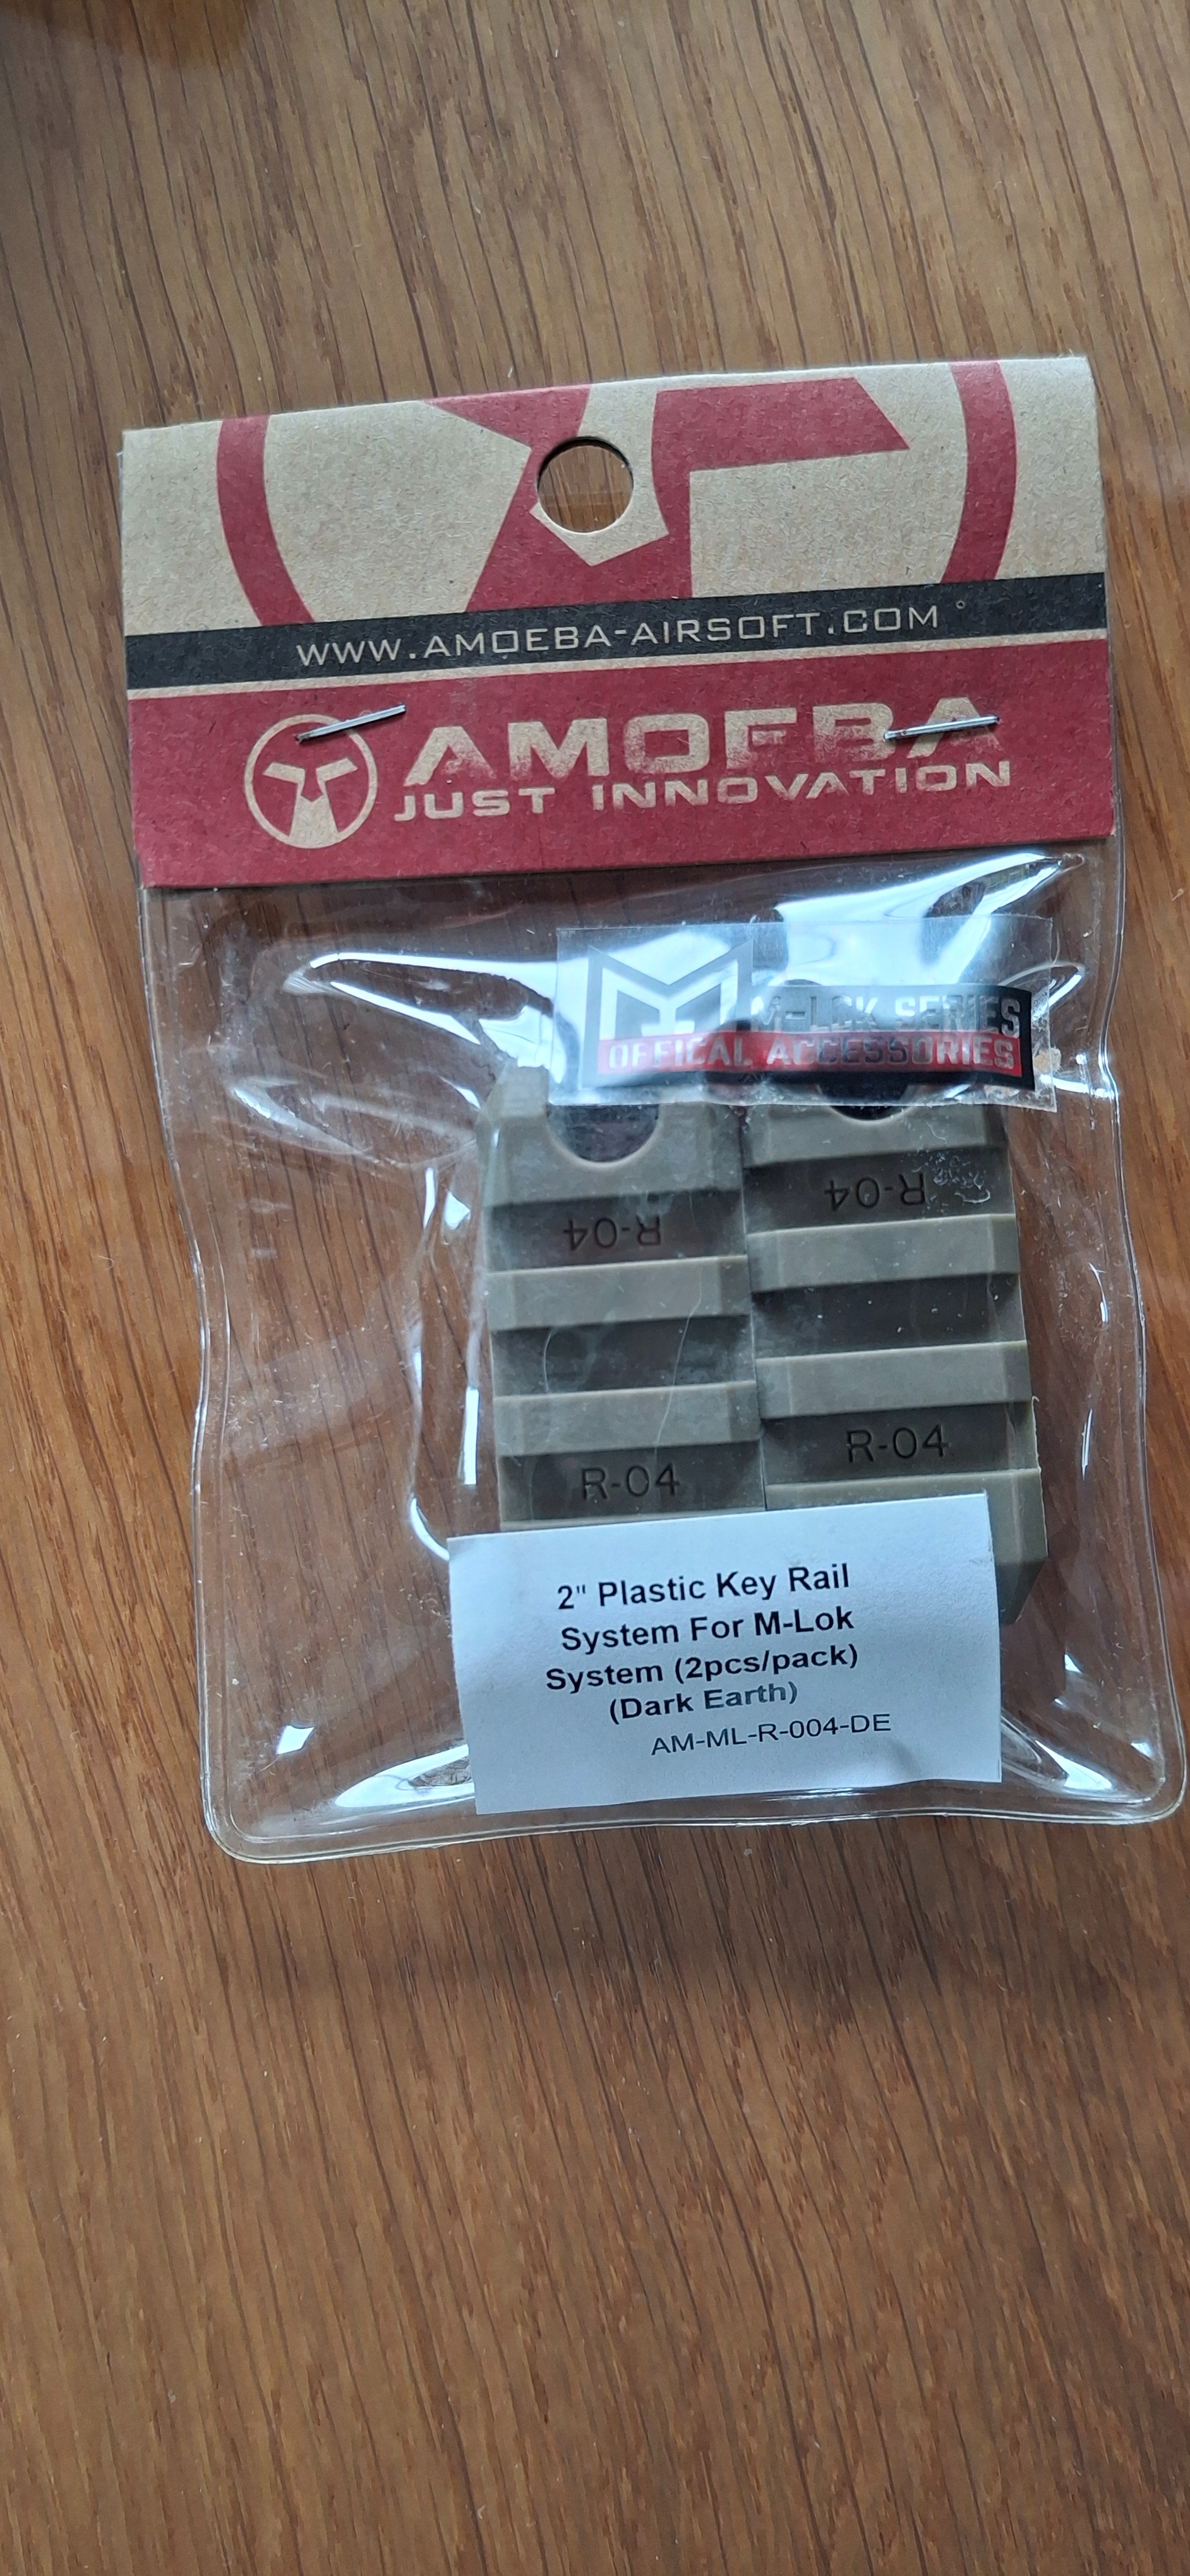 WWW.AMOEBA-AIRSOFT.COM
AMOEBA
JUST INNOVATION
M-LOK SERIES
OFFICAL ACCESSORIES
R-04
R-04
R-04
R-04
2" Plastic Key Rail
System For M-Lok
System (2pcs/pack)
(Dark Earth)
AM-ML-R-004-DE